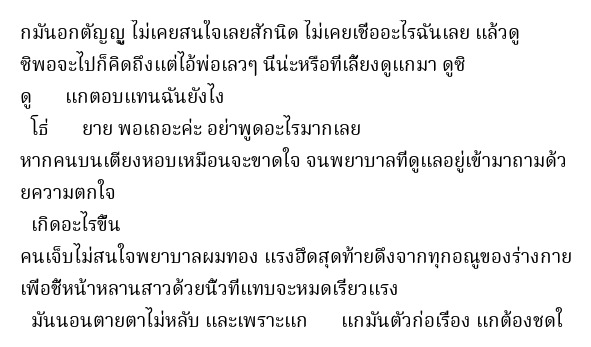 กมันอกตัญญู ไม่เคยสนใจเลยสักนิด ไม่เคยเชื่ออะไรฉันเลย แล้วดู
ซิพอจะไปก็คิดถึงแต่ไอ้พ่อเลวๆ นี่น่ะหรือที่เลี้ยงดูแกมา ดูซิ
ดู แกตอบแทนฉันยังไง
โธ่ ยาย พอเถอะค่ะ อย่าพูดอะไรมากเลย
หากคนบนเตียงหอบเหมือนจะขาดใจ จนพยาบาลที่ดูแลอยู่เข้ามาถามด้ว
ยความตกใจ
เกิดอะไรขึ้น
คนเจ็บไม่สนใจพยาบาลผมทอง แรงฮึดสุดท้ายดึงจากทุกอณูของร่างกาย
เพื่อชี้หน้าหลานสาวด้วยนิ้วที่แทบจะหมดเรี่ยวแรง
มันนอนตายตาไม่หลับ และเพราะแก แกมันตัวก่อเรื่อง แกต้องชดใ